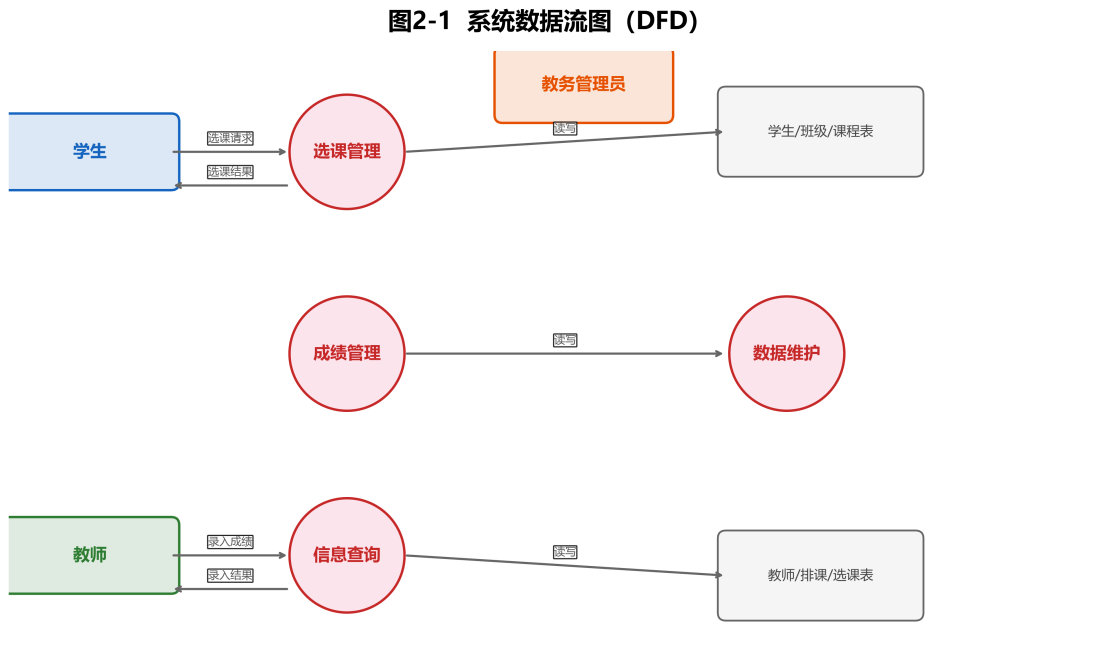 图2-1 系统数据流图（DFD）
教务管理员
学生
选课请求
选课结果
选课管理
读写
学生/班级/课程表
成绩管理
读写
数据维护
教师
录入成绩
录入结果
信息查询
读写
教师/排课/选课表